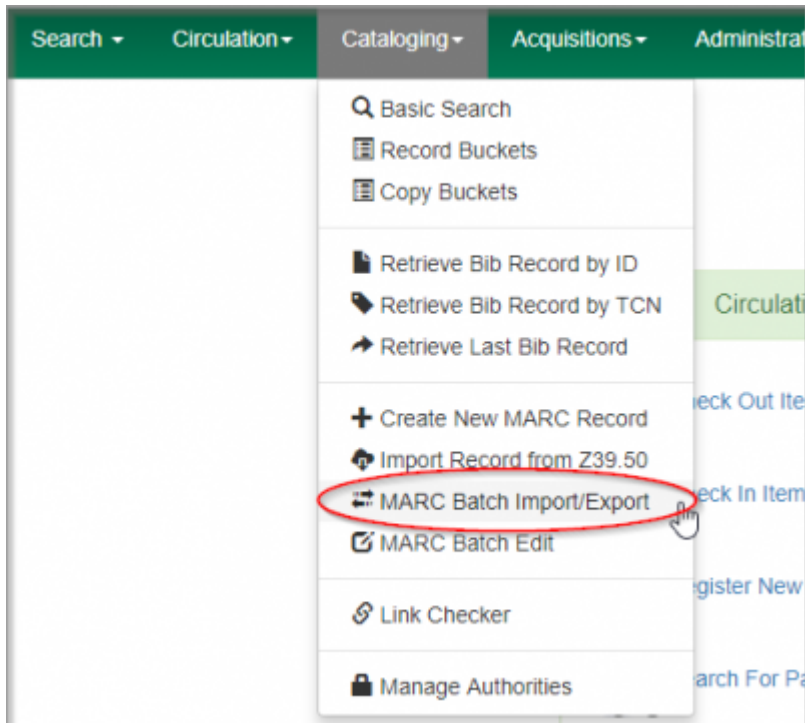 Search Circulation Cataloging Acquisitions Administrat
Basic Search
Record Buckets
Copy Buckets
Retrieve Bib Record by ID
Retrieve Bib Record by TCN
Circulati
Retrieve Last Bib Record
eck Out Ite
Create New MARC Record
Import Record from Z39.50
MARC Batch Import/Export
eck In Item
MARC Batch Edit
gister New
Link Checker
Manage Authorities
arch For Pa